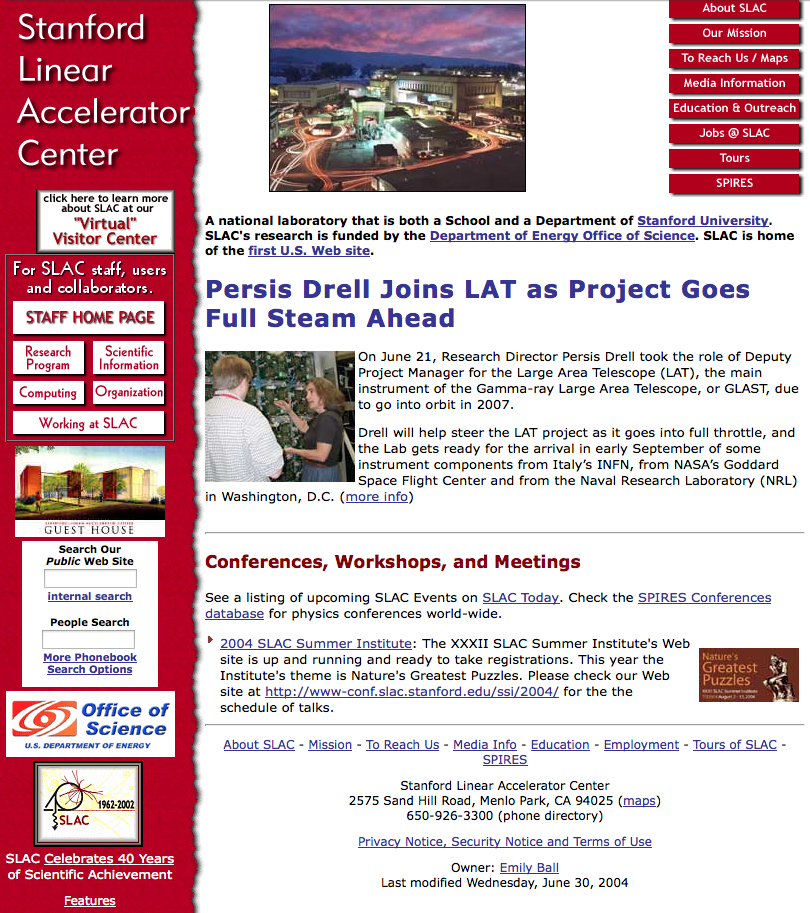 Stanford
Linear
Accelerator
Center
click here to learn more
about SLAC at our
"Virtual"
Visitor Center
For SLAC staff, users
and collaborators.
STAFF HOME PAGE
Research
Program
Scientific
Information
Computing
Organization
Working at SLAC
STANFORD LINEAR ACCELERATOR CENTER
GUEST HOUSE
Search Our
Public Web Site
internal search
People Search
More Phonebook
Search Options
Office of
Science
U.S. DEPARTMENT OF ENERGY
40
1962-2002
SLAC
SLAC Celebrates 40 Years
of Scientific Achievement
Features
About SLAC
Our Mission
To Reach Us / Maps
Media Information
Education & Outreach
Jobs @ SLAC
Tours
SPIRES
A national laboratory that is both a School and a Department of Stanford University.
SLAC's research is funded by the Department of Energy Office of Science. SLAC is home
of the first U.S. Web site.
Persis Drell Joins LAT as Project Goes
Full Steam Ahead
On June 21, Research Director Persis Drell took the role of Deputy
Project Manager for the Large Area Telescope (LAT), the main
instrument of the Gamma-ray Large Area Telescope, or GLAST, due
to go into orbit in 2007.
Drell will help steer the LAT project as it goes into full throttle, and
the Lab gets ready for the arrival in early September of some
instrument components from Italy’s INFN, from NASA’s Goddard
Space Flight Center and from the Naval Research Laboratory (NRL)
in Washington, D.C. (more info)
Conferences, Workshops, and Meetings
See a listing of upcoming SLAC Events on SLAC Today. Check the SPIRES Conferences
database for physics conferences world-wide.
2004 SLAC Summer Institute: The XXXII SLAC Summer Institute's Web
site is up and running and ready to take registrations. This year the
Institute's theme is Nature's Greatest Puzzles. Please check our Web
site at http://www-conf.slac.stanford.edu/ssi/2004/ for the the
schedule of talks.
Nature's
Greatest
Puzzles
About SLAC - Mission - To Reach Us - Media Info - Education - Employment - Tours of SLAC -
SPIRES
Stanford Linear Accelerator Center
2575 Sand Hill Road, Menlo Park, CA 94025 (maps)
650-926-3300 (phone directory)
Privacy Notice, Security Notice and Terms of Use
Owner: Emily Ball
Last modified Wednesday, June 30, 2004